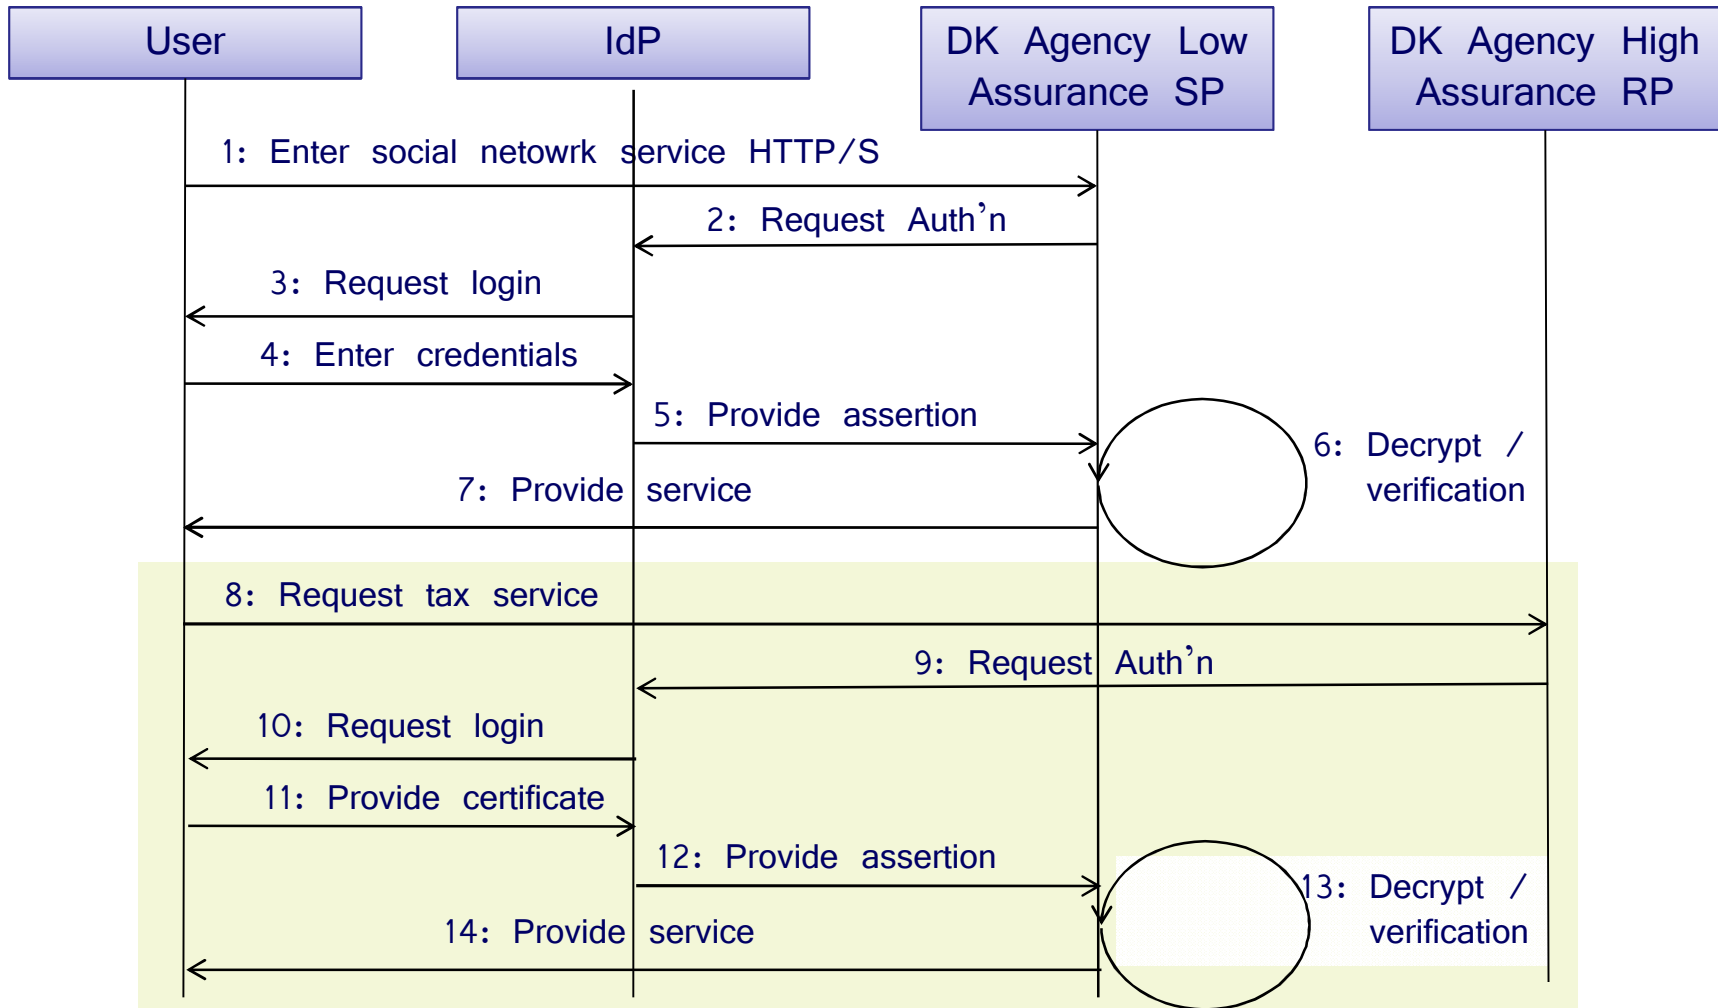 User
IdP
DK Agency Low
Assurance SP
DK Agency High
Assurance RP
1: Enter social netowrk service HTTP/S
2: Request Auth’n
3: Request login
4: Enter credentials
5: Provide assertion
6: Decrypt /
verification
7: Provide service
8: Request tax service
9: Request Auth’n
10: Request login
11: Provide certificate
12: Provide assertion
13: Decrypt /
verification
14: Provide service